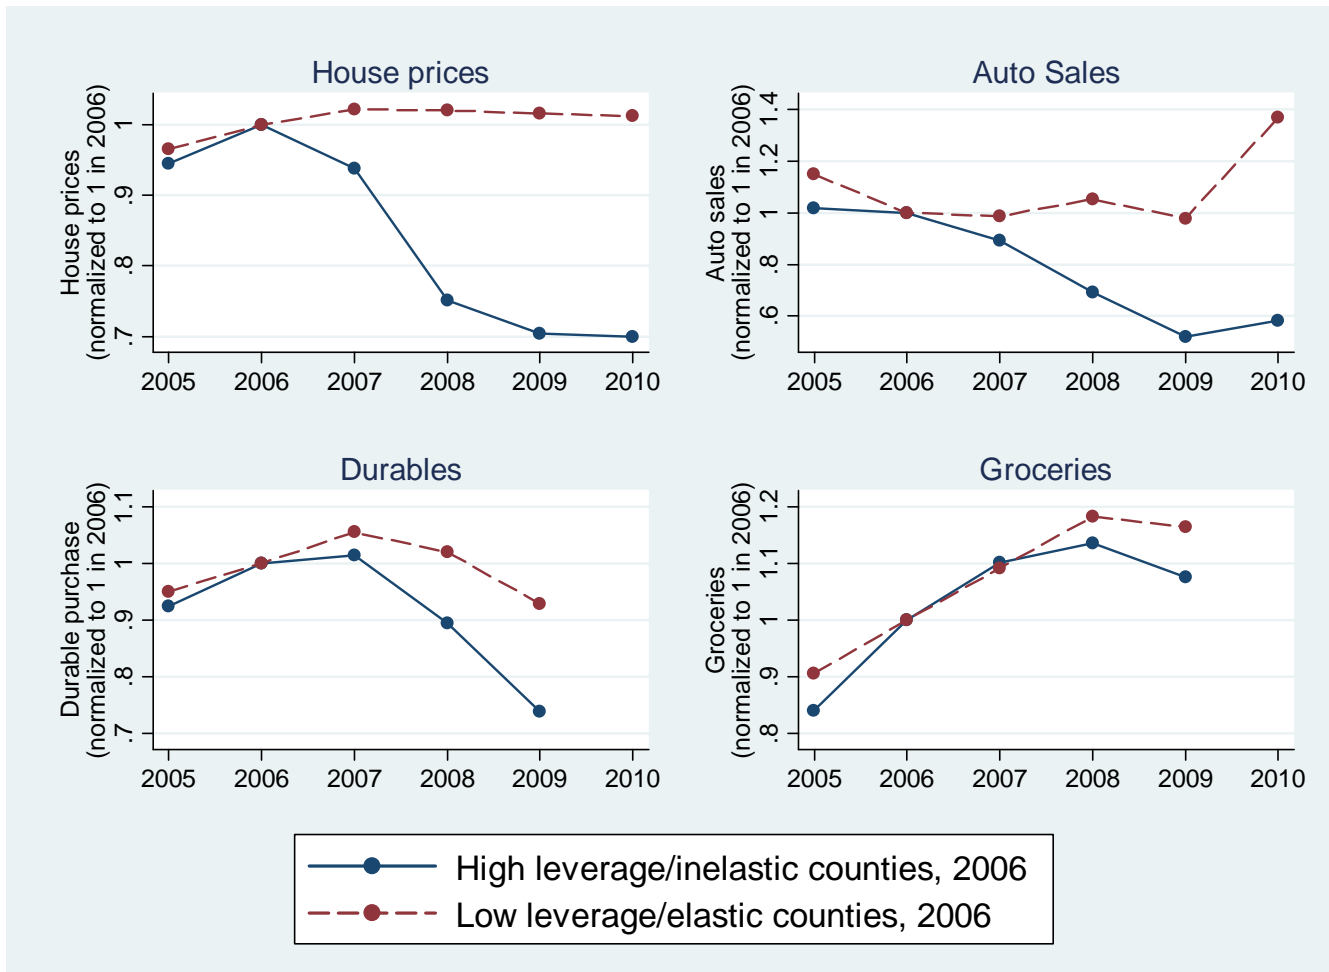 House prices
House prices
(normalized to 1 in 2006)
1
.9
.8
.7
2005 2006 2007 2008 2009 2010
Auto Sales
Auto sales
(normalized to 1 in 2006)
1.4
1.2
1
.8
.6
2005 2006 2007 2008 2009 2010
Durables
Durable purchase
(normalized to 1 in 2006)
1.1
1
.9
.8
.7
2005 2006 2007 2008 2009 2010
Groceries
Groceries
(normalized to 1 in 2006)
1.2
1.1
1
.9
.8
2005 2006 2007 2008 2009 2010
High leverage/inelastic counties, 2006
Low leverage/elastic counties, 2006